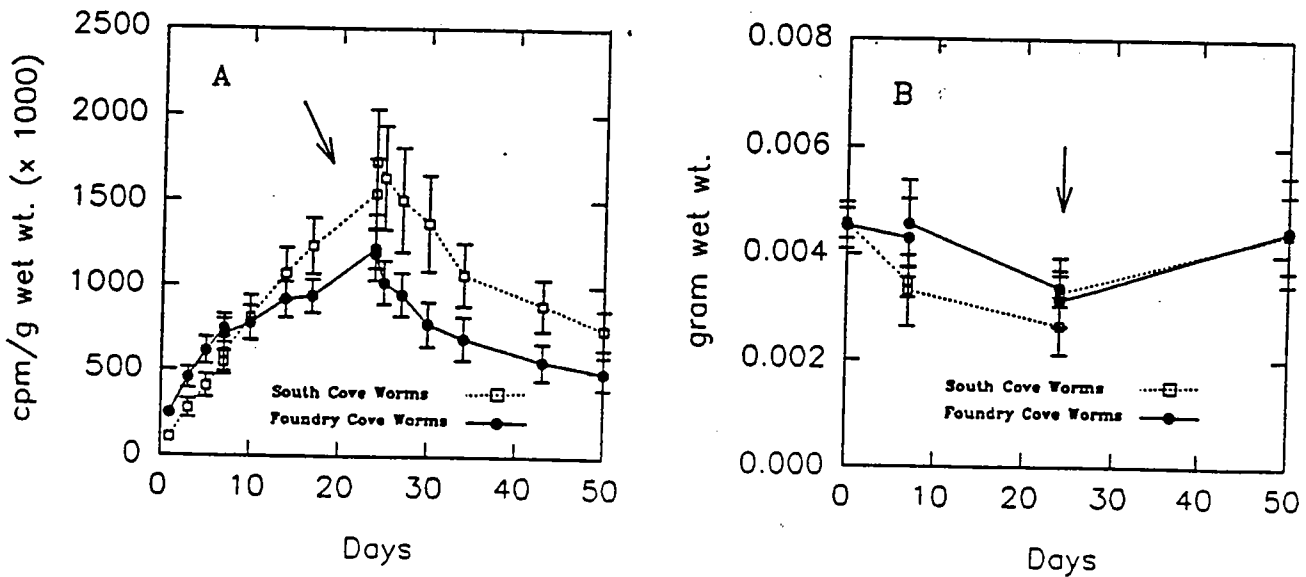 A
cpm/g wet wt. (x 1000)
2500
2000
1500
1000
500
0
0 10 20 30 40 50
Days
South Cove Worms
Foundry Cove Worms
B
gram wet wt.
0.008
0.006
0.004
0.002
0.000
0 10 20 30 40 50
Days
South Cove Worms
Foundry Cove Worms